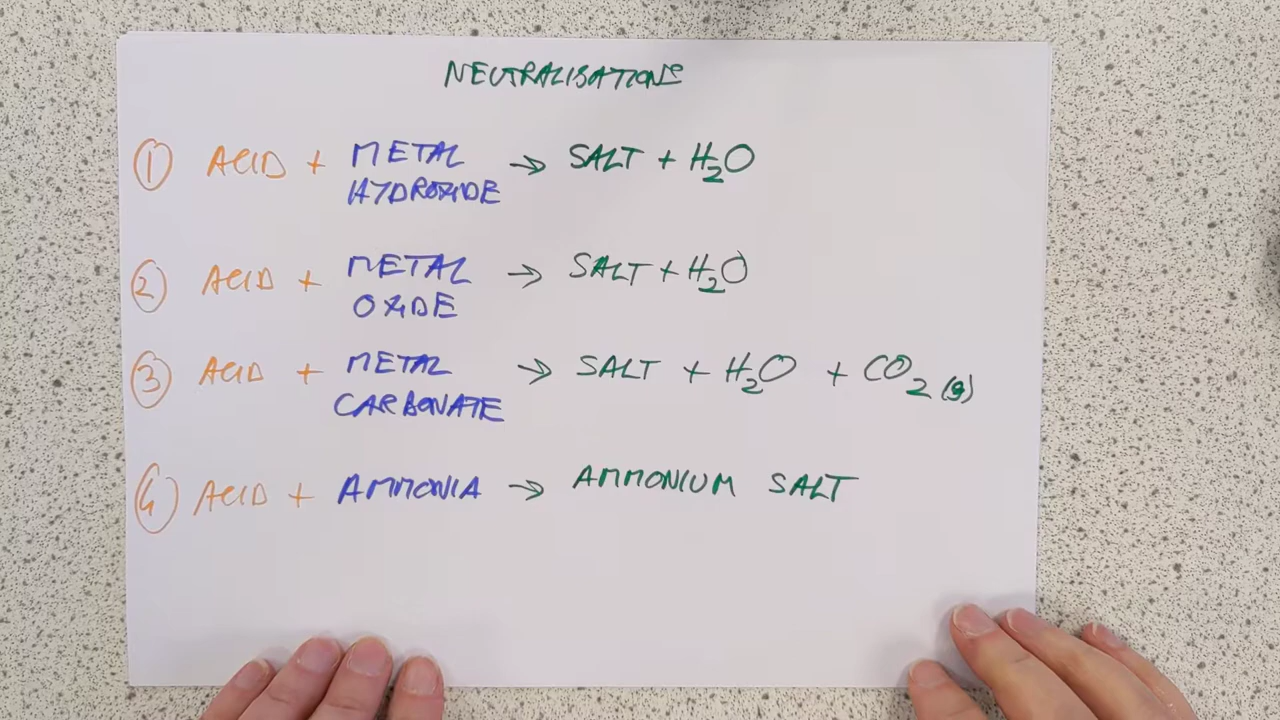 NEUTRALISATIONS
① ACID + METAL HYDROXIDE → SALT + H₂O
② ACID + METAL OXIDE → SALT + H₂O
③ ACID + METAL CARBONATE → SALT + H₂O + CO₂(g)
④ ACID + AMMONIA → AMMONIUM SALT